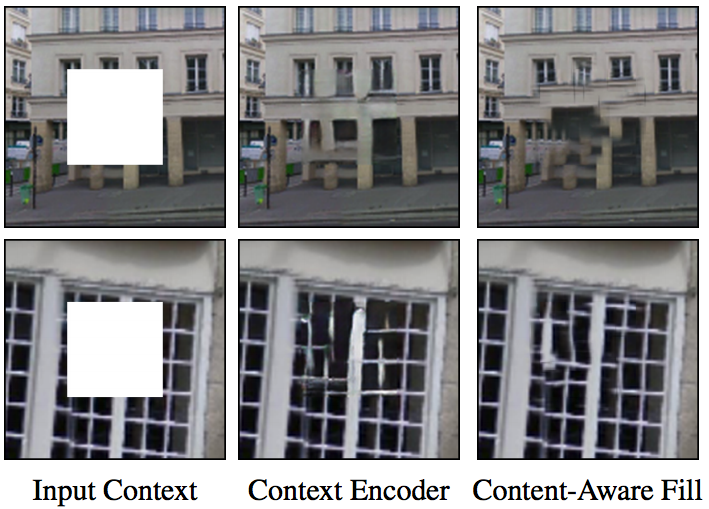 Input Context
Context Encoder
Content-Aware Fill